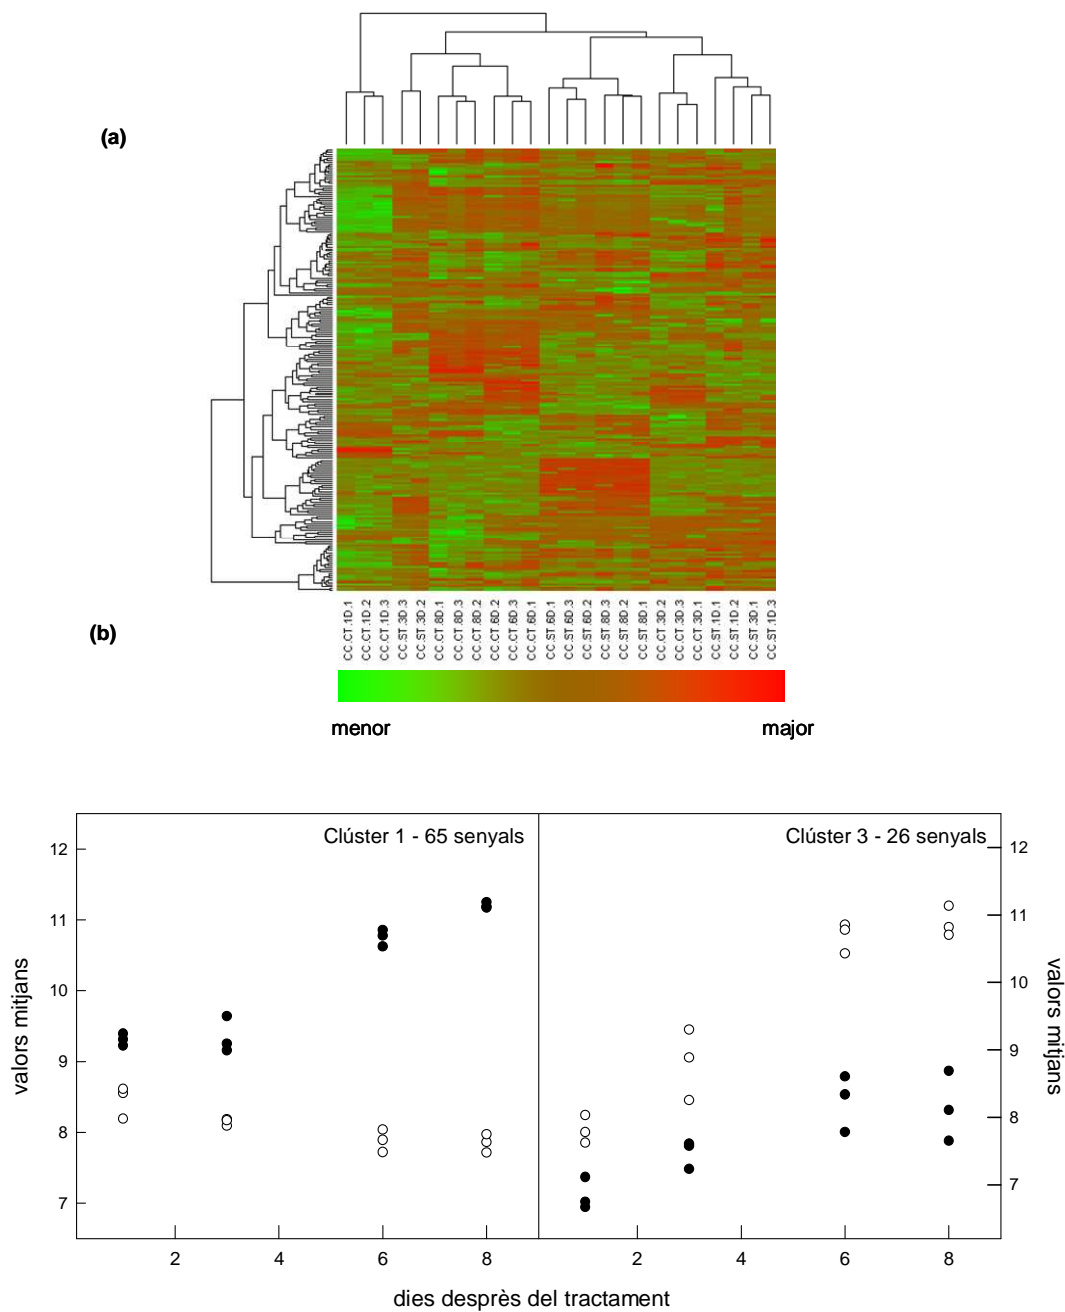 (a)
(b)
CC.CT.1D.1
CC.CT.1D.2
CC.CT.1D.3
CC.ST.3D.3
CC.ST.3D.2
CC.CT.8D.1
CC.CT.8D.3
CC.CT.8D.2
CC.CT.6D.2
CC.CT.6D.3
CC.CT.6D.1
CC.ST.6D.1
CC.ST.6D.3
CC.ST.6D.2
CC.ST.8D.3
CC.ST.8D.2
CC.ST.8D.1
CC.CT.3D.2
CC.CT.3D.3
CC.CT.3D.1
CC.ST.1D.1
CC.ST.1D.2
CC.ST.3D.1
CC.ST.1D.3
menor major
Clúster 1 - 65 senyals
Clúster 3 - 26 senyals
valors mitjans
12
11
10
9
8
7
12
11
10
9
8
7
valors mitjans
2 4 6 8 2 4 6 8
dies desprès del tractament